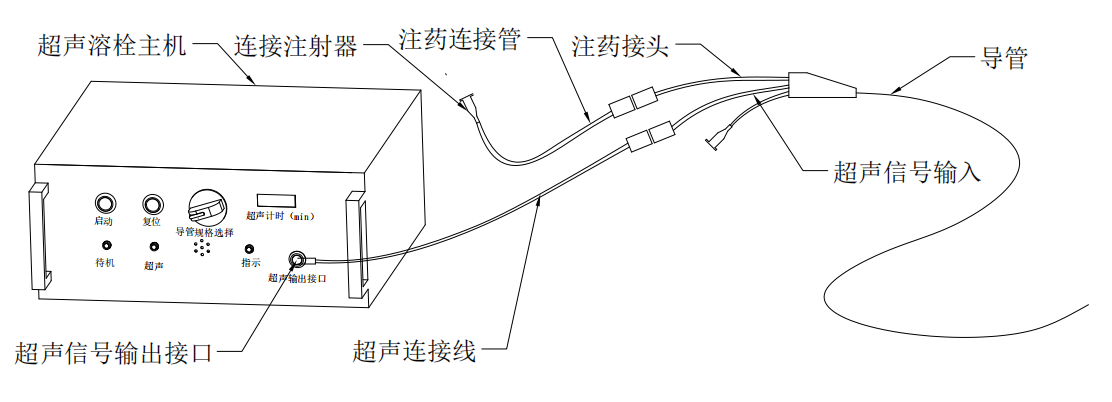 超声溶栓主机
连接注射器
注药连接管
注药接头
导管
超声信号输入
启动
复位
导管规格选择
超声计时（min）
待机
超声
指示
超声输出接口
超声信号输出接口
超声连接线